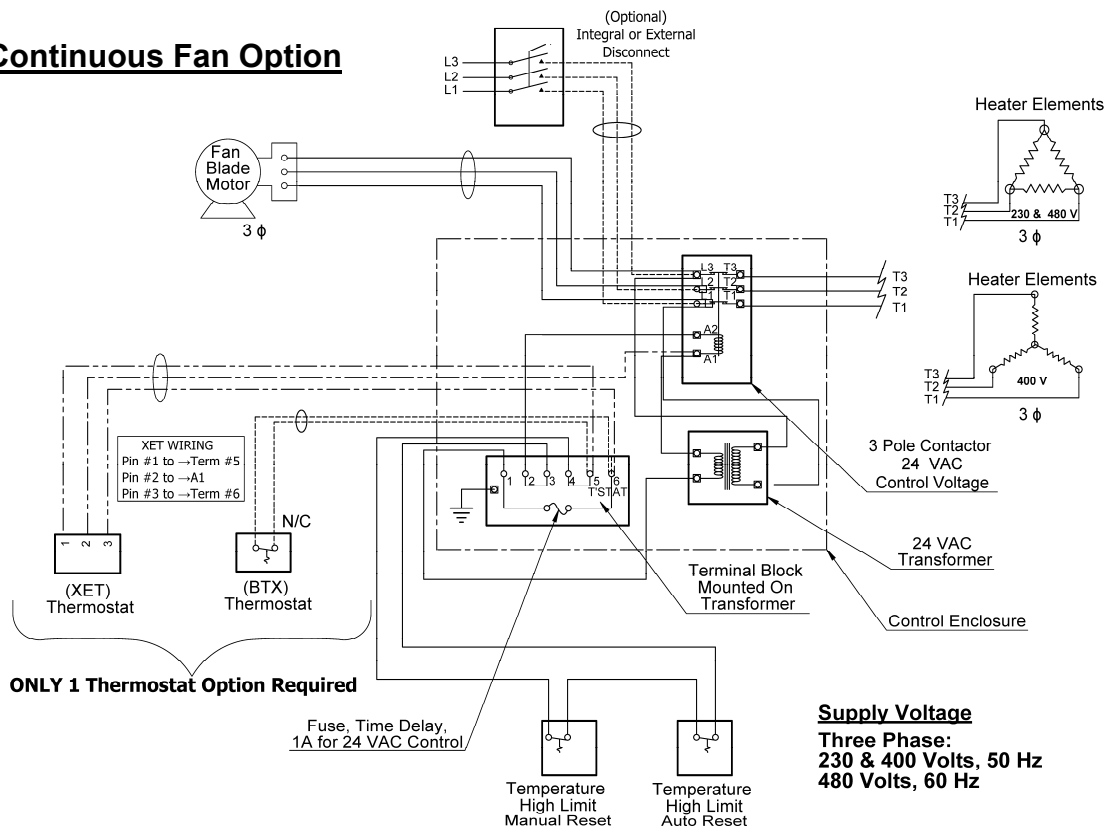 Continuous Fan Option
(Optional)
Integral or External
Disconnect
L3
L2
L1
Fan
Blade
Motor
3 ϕ
Heater Elements
T3
T2
T1
230 & 480 V
3 ϕ
Heater Elements
T3
T2
T1
400 V
3 ϕ
L3 T3
L2 T2
L1 T1
A2
A1
T3
T2
T1
XET WIRING
Pin #1 to →Term #5
Pin #2 to →A1
Pin #3 to →Term #6
1 2 3
(XET)
Thermostat
N/C
(BTX)
Thermostat
1 2 3 4 5 6
T'STAT
3 Pole Contactor
24 VAC
Control Voltage
24 VAC
Transformer
Terminal Block
Mounted On
Transformer
Control Enclosure
ONLY 1 Thermostat Option Required
Fuse, Time Delay,
1A for 24 VAC Control
Temperature
High Limit
Manual Reset
Temperature
High Limit
Auto Reset
Supply Voltage
Three Phase:
230 & 400 Volts, 50 Hz
480 Volts, 60 Hz